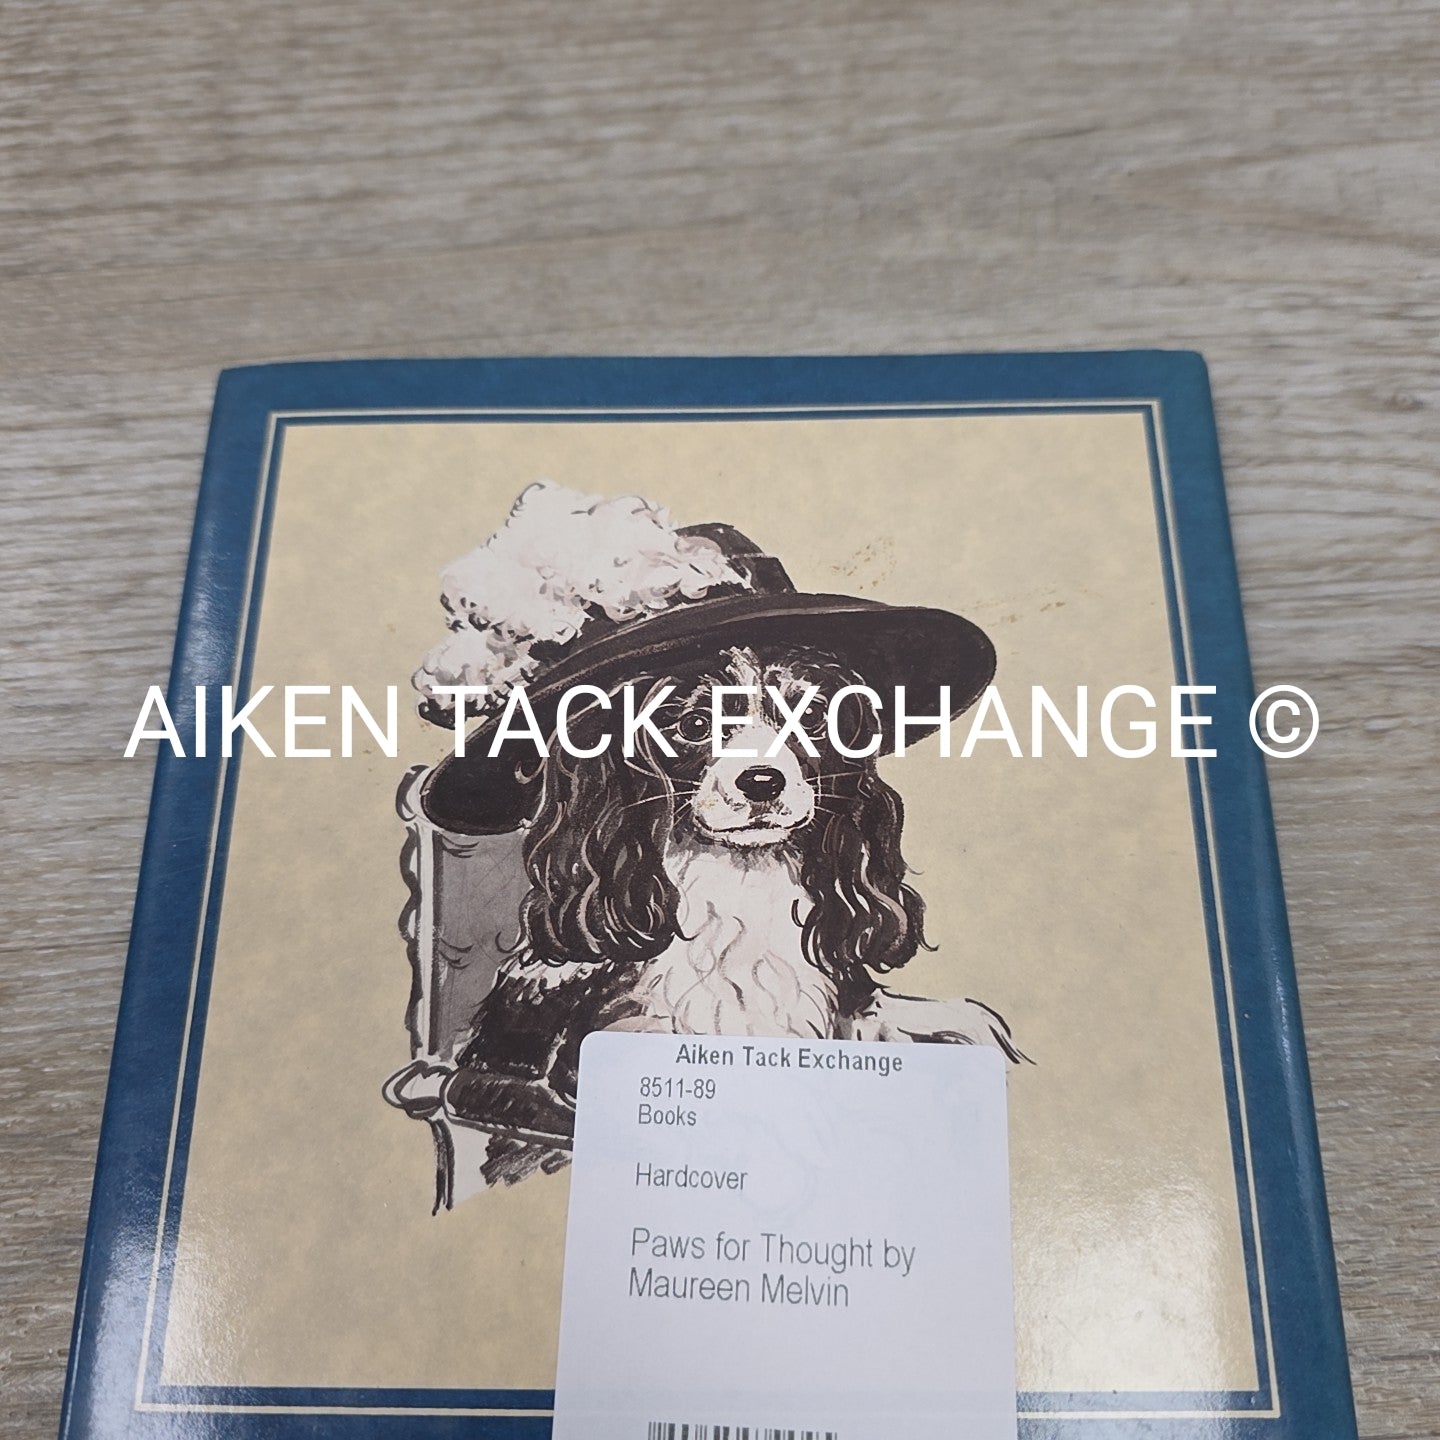 AIKEN TACK EXCHANGE ©
Aiken Tack Exchange
8511-89
Books
Hardcover
Paws for Thought by
Maureen Melvin